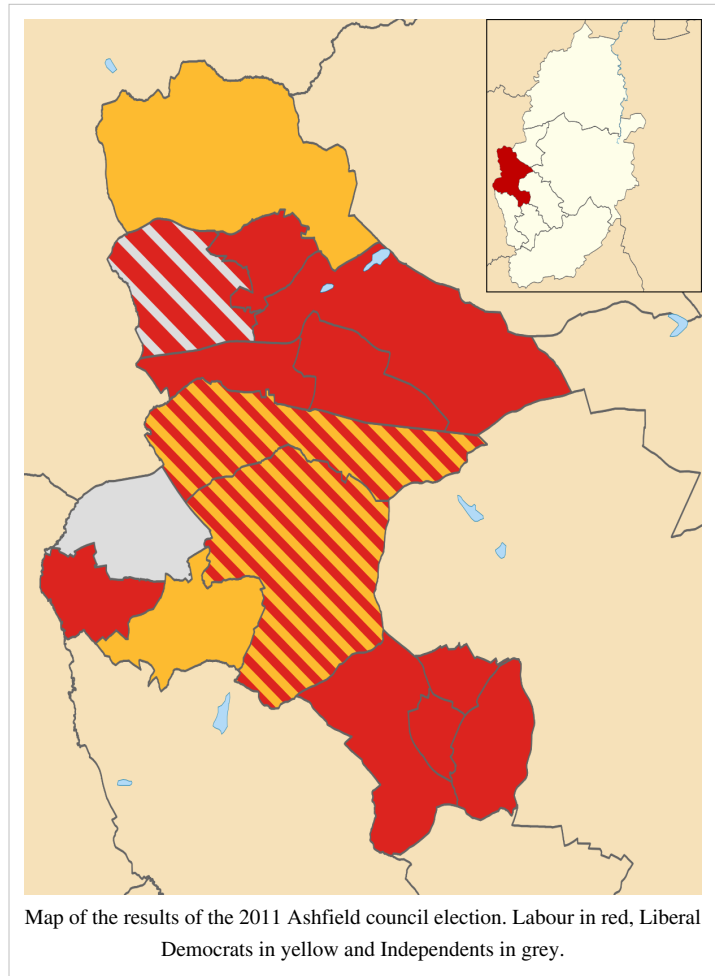 Map of the results of the 2011 Ashfield council election. Labour in red, Liberal
Democrats in yellow and Independents in grey.